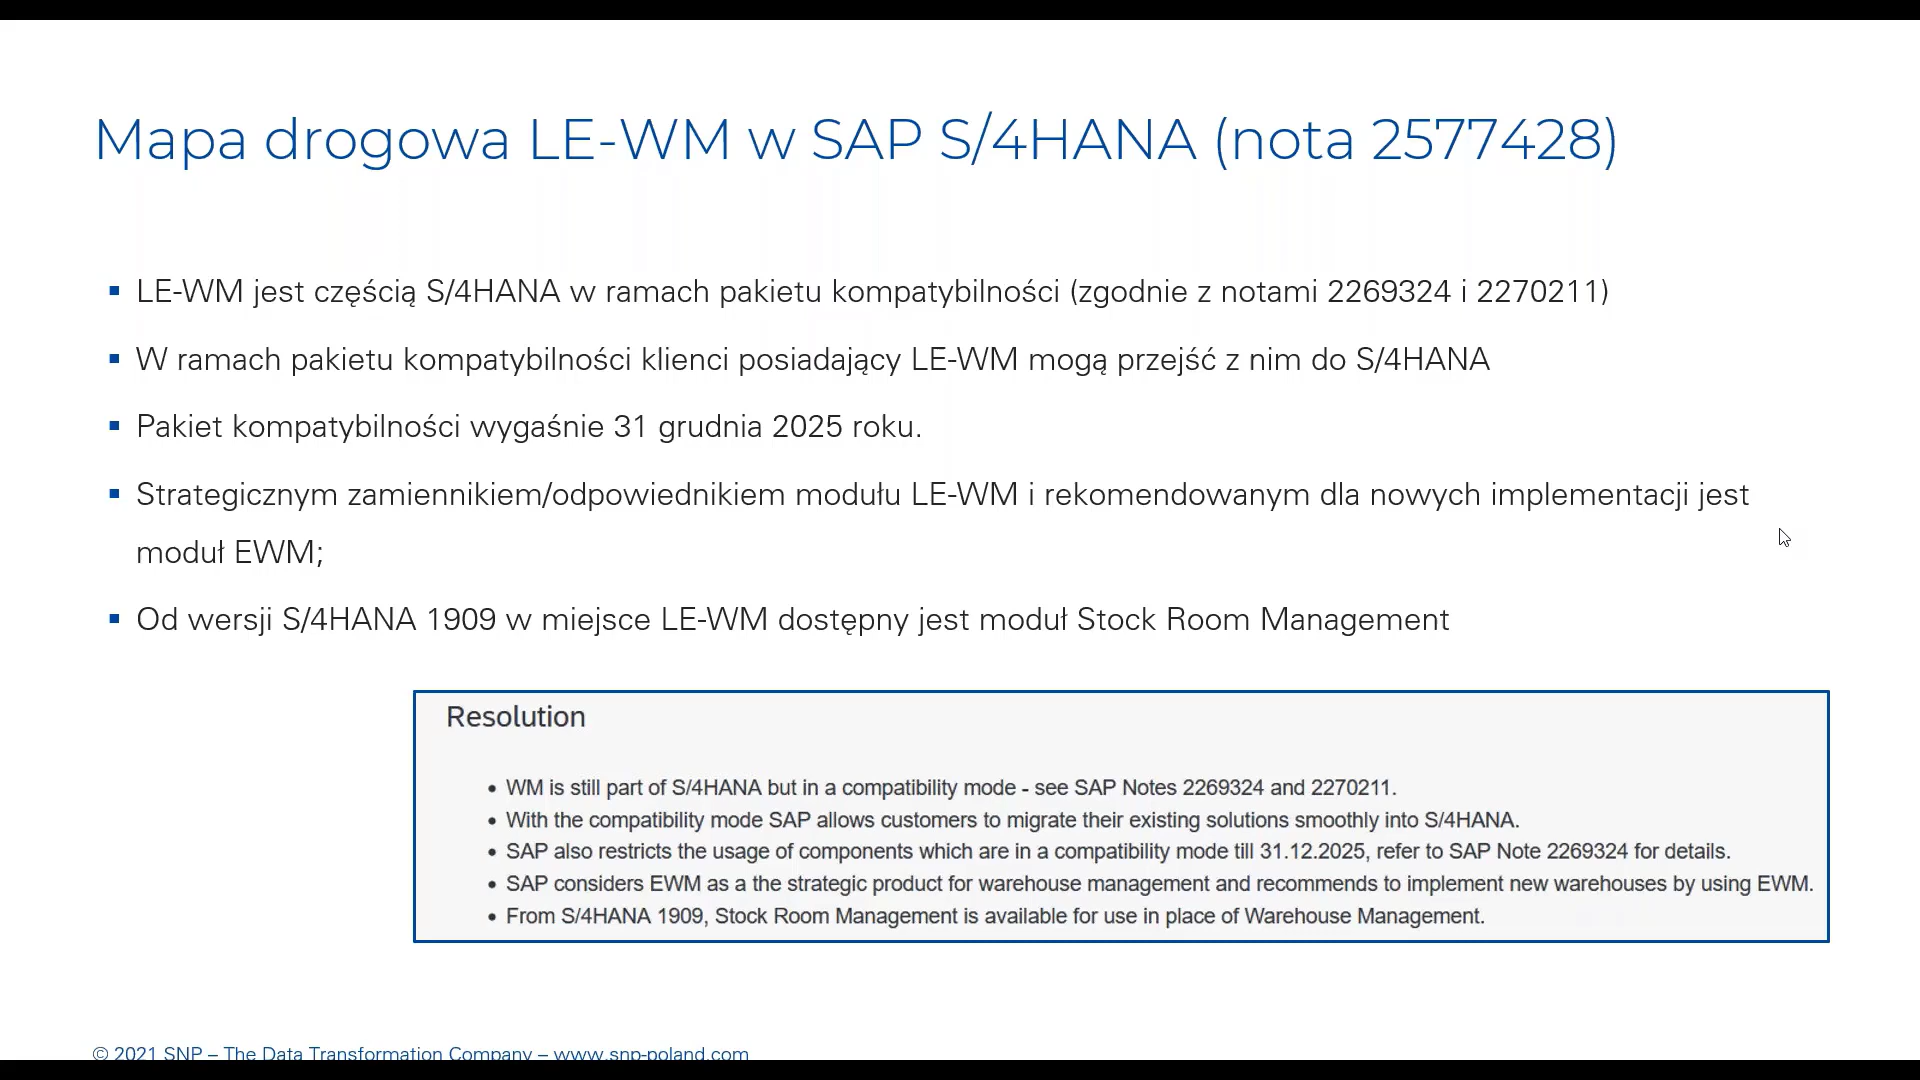 Mapa drogowa LE-WM w SAP S/4HANA (nota 2577428)
▪ LE-WM jest częścią S/4HANA w ramach pakietu kompatybilności (zgodnie z notami 2269324 i 2270211)
▪ W ramach pakietu kompatybilności klienci posiadający LE-WM mogą przejść z nim do S/4HANA
▪ Pakiet kompatybilności wygaśnie 31 grudnia 2025 roku.
▪ Strategicznym zamiennikiem/odpowiednikiem modułu LE-WM i rekomendowanym dla nowych implementacji jest
moduł EWM;
▪ Od wersji S/4HANA 1909 w miejsce LE-WM dostępny jest moduł Stock Room Management
Resolution
• WM is still part of S/4HANA but in a compatibility mode - see SAP Notes 2269324 and 2270211.
• With the compatibility mode SAP allows customers to migrate their existing solutions smoothly into S/4HANA.
• SAP also restricts the usage of components which are in a compatibility mode till 31.12.2025, refer to SAP Note 2269324 for details.
• SAP considers EWM as a the strategic product for warehouse management and recommends to implement new warehouses by using EWM.
• From S/4HANA 1909, Stock Room Management is available for use in place of Warehouse Management.
© 2021 SNP – The Data Transformation Company – www.snp-poland.com